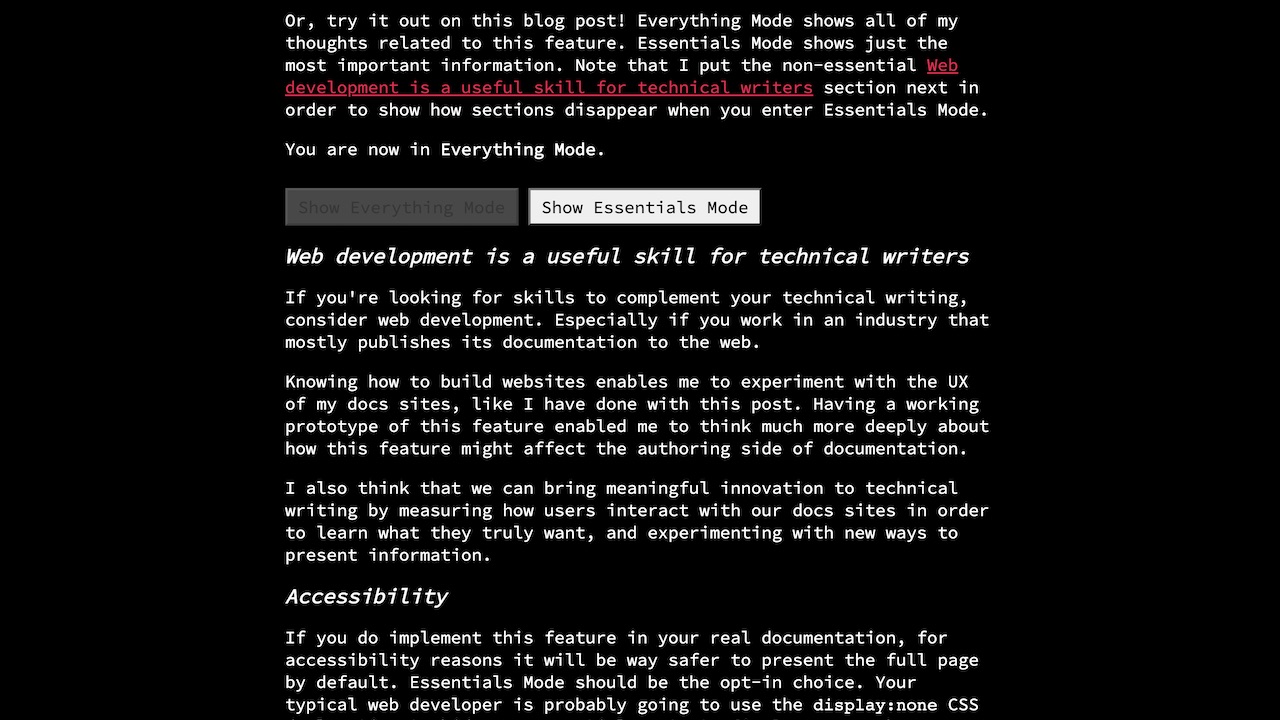 Or, try it out on this blog post! Everything Mode shows all of my
thoughts related to this feature. Essentials Mode shows just the
most important information. Note that I put the non-essential Web
development is a useful skill for technical writers section next in
order to show how sections disappear when you enter Essentials Mode.
You are now in Everything Mode.
Show Everything Mode Show Essentials Mode
Web development is a useful skill for technical writers
If you're looking for skills to complement your technical writing,
consider web development. Especially if you work in an industry that
mostly publishes its documentation to the web.
Knowing how to build websites enables me to experiment with the UX
of my docs sites, like I have done with this post. Having a working
prototype of this feature enabled me to think much more deeply about
how this feature might affect the authoring side of documentation.
I also think that we can bring meaningful innovation to technical
writing by measuring how users interact with our docs sites in order
to learn what they truly want, and experimenting with new ways to
present information.
Accessibility
If you do implement this feature in your real documentation, for
accessibility reasons it will be way safer to present the full page
by default. Essentials Mode should be the opt-in choice. Your
typical web developer is probably going to use the display:none CSS